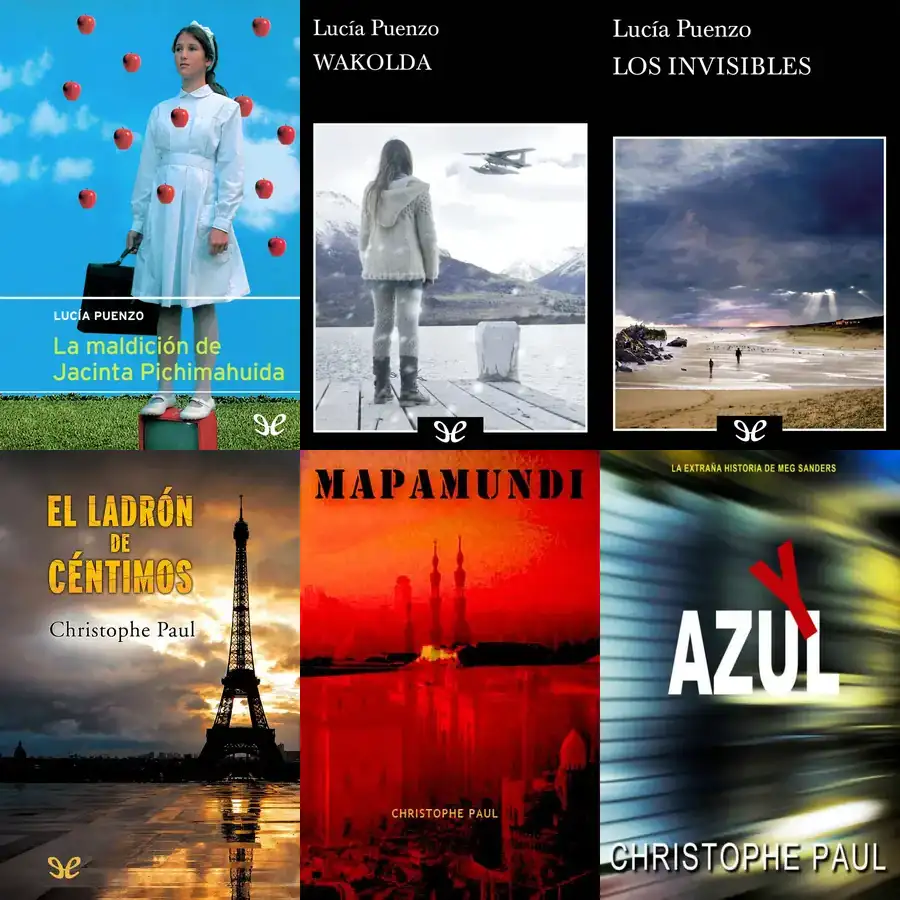 LUCÍA PUENZO
La maldición de
Jacinta Pichimahuida
Lucía Puenzo
WAKOLDA
Lucía Puenzo
LOS INVISIBLES
EL LADRÓN
DE
CÉNTIMOS
Christophe Paul
MAPAMUNDI
CHRISTOPHE PAUL
LA EXTRAÑA HISTORIA DE MEG SANDERS
Y
AZUL
CHRISTOPHE PAUL